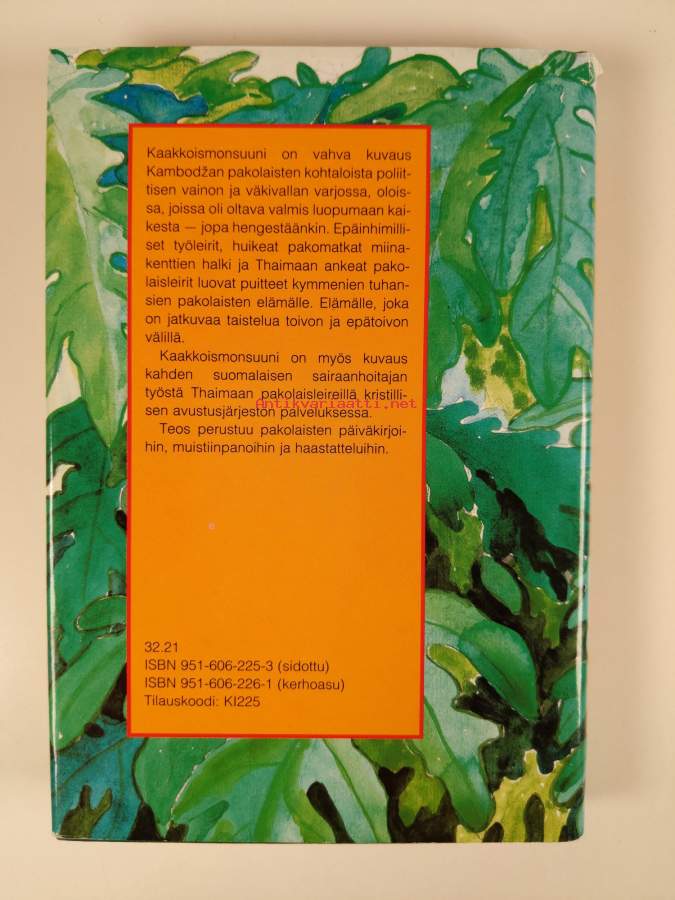 Kaakkoismonsuuni on vahva kuvaus
Kambodžan pakolaisten kohtaloista poliit-
tisen vainon ja väkivallan varjossa, olois-
sa, joissa oli oltava valmis luopumaan kai-
kesta — jopa hengestäänkin. Epäinhimilli-
set työleirit, huikeat pakomatkat miina-
kenttien halki ja Thaimaan ankeat pako-
laisleirit luovat puitteet kymmenien tuhan-
sien pakolaisten elämälle. Elämälle, joka
on jatkuvaa taistelua toivon ja epätoivon
välillä.
Kaakkoismonsuuni on myös kuvaus
kahden suomalaisen sairaanhoitajan
työstä Thaimaan pakolaisleireillä kristilli-
Antikvariaatti.net
sen avustusjärjestön palveluksessa.
Teos perustuu pakolaisten päiväkirjoi-
hin, muistiinpanoihin ja haastatteluihin.
32.21
ISBN 951-606-225-3 (sidottu)
ISBN 951-606-226-1 (kerhoasu)
Tilauskoodi: KI225